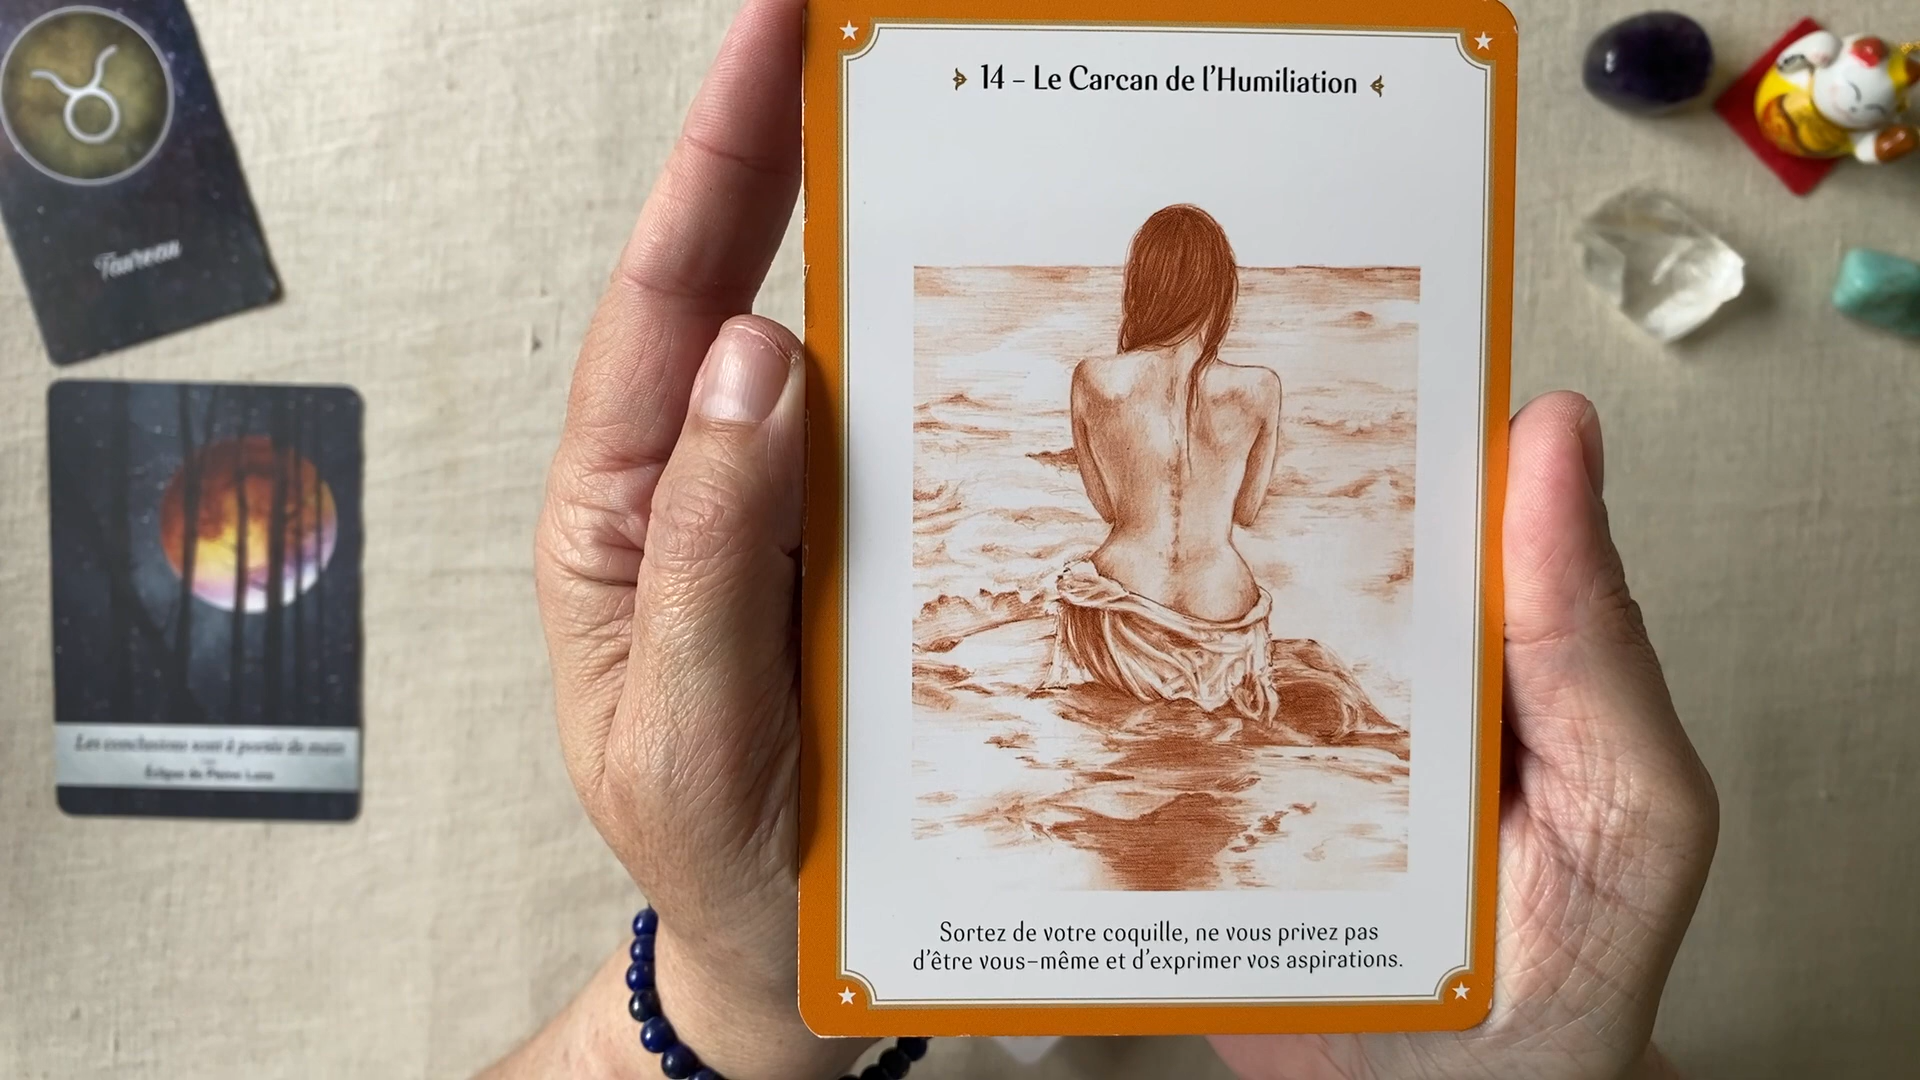 14 – Le Carcan de l'Humiliation
Sortez de votre coquille, ne vous privez pas
d'être vous-même et d'exprimer vos aspirations.
Taureau
Les conclusions sont à portée de main
Éclipse de Pleine Lune